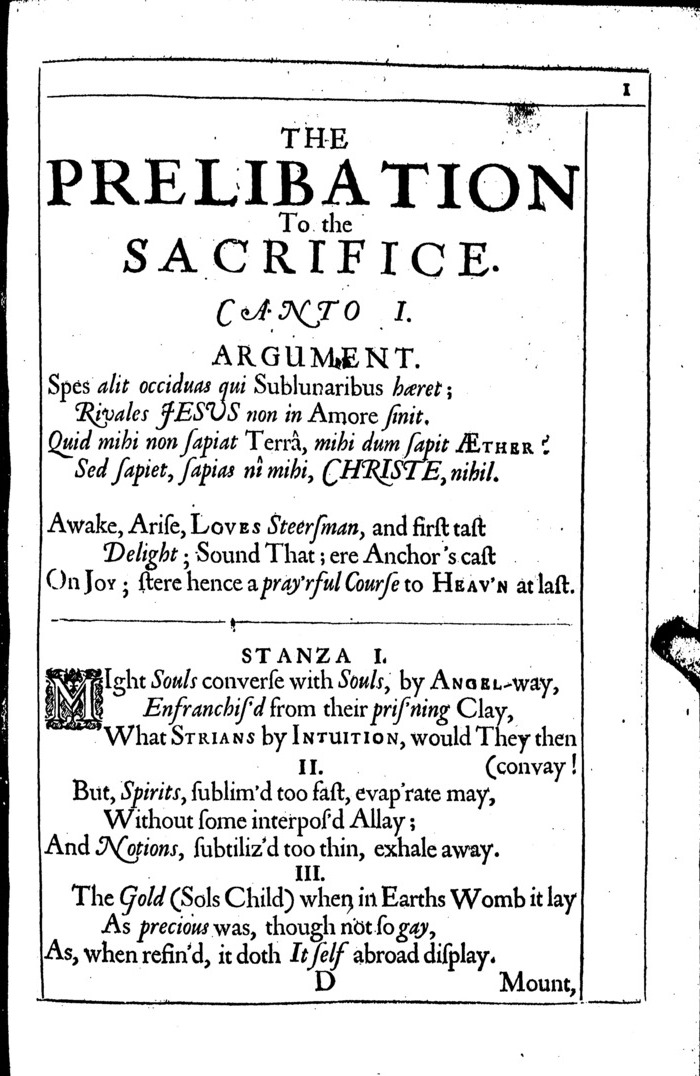 1
THE
PRELIBATION
To the
SACRIFICE.
CANTO I.
ARGUMENT.
Spes alit occiduas qui Sublunaribus hæret;
Rivales JESUS non in Amore ſinit.
Quid mihi non ſapiat Terrâ, mihi dum ſapit ÆTHER?
Sed ſapiet, ſapias nî mihi, CHRISTE, nihil.
Awake, Ariſe, LOVES Steerſman, and firſt taſt
Delight; Sound That; ere Anchor's caſt
On JOY; ſtere hence a pray'rful Courſe to HEAV'N at laſt.
STANZA I.
MIght Souls converſe with Souls, by ANGEL-way,
Enfranchiſ'd from their priſ'ning Clay,
What STRIANS by INTUITION, would They then
II. (convay!
But, Spirits, ſublim'd too faſt, evap'rate may,
Without ſome interpoſ'd Allay;
And Notions, ſubtiliz'd too thin, exhale away.
III.
The Gold (Sols Child) when in Earths Womb it lay
As precious was, though not ſo gay,
As, when refin'd, it doth Itſelf abroad diſplay.
D Mount,